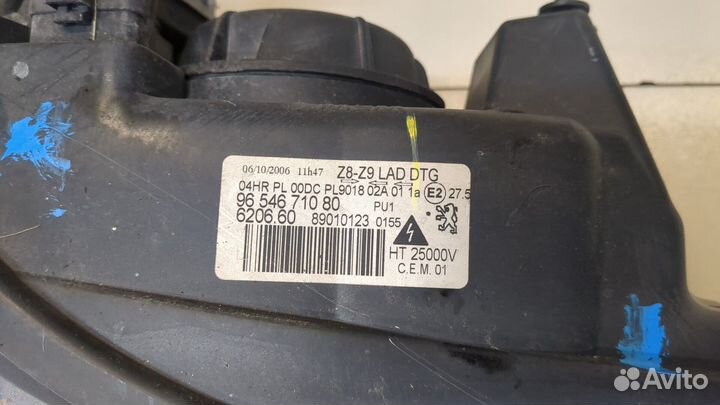 06/10/2006 11h47 Z8-Z9 LAD DTG
04HR PL 00DC PL9018 02A 01 1a E2 27.5
96 546 710 80 PU1
6206.60 89010123 0155
HT 25000V
C.E.M. 01
Avito